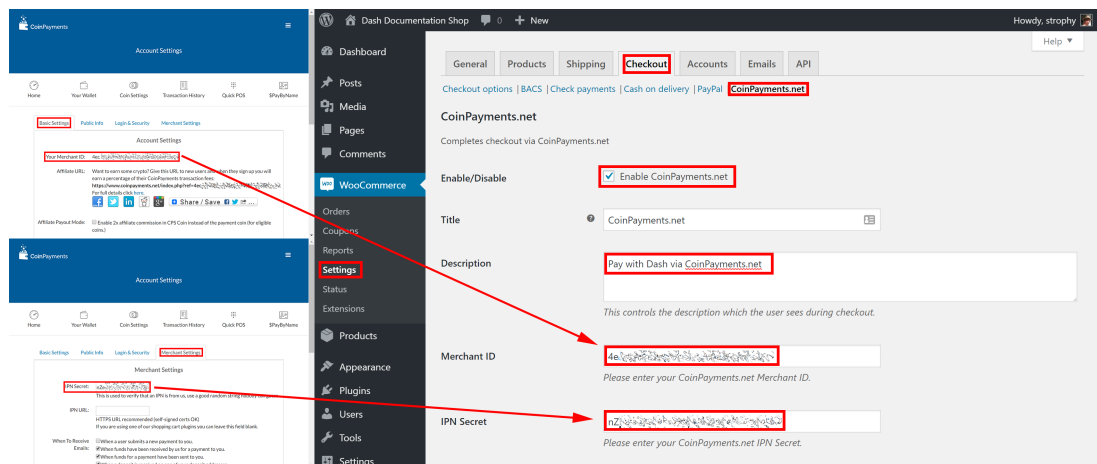 CoinPayments
Account Settings
Home Your Wallet Coin Settings Transaction History Quick POS $PayByName
Basic Settings Public Info Login & Security Merchant Settings
Account Settings
Your Merchant ID: 4ec
Affiliate URL: Want to earn some crypto? Give this URL to new users and when they sign up you will
earn a percentage of their CoinPayments transaction fees:
https://www.coinpayments.net/index.php?ref=4ec
For full details click here.
Share / Save
Affiliate Payout Mode: Enable 2x affiliate commission in CPS Coin instead of the payment coin (for eligible
coins.)
CoinPayments
Account Settings
Home Your Wallet Coin Settings Transaction History Quick POS $PayByName
Basic Settings Public Info Login & Security Merchant Settings
Merchant Settings
IPN Secret: nZe
This is used to verify that an IPN is from us, use a good random string nobody
IPN URL:
HTTPS URL recommended (self-signed certs OK)
If you are using one of our shopping cart plugins you can leave this field blank.
When To Receive Emails: When a user submits a new payment to you.
When funds have been received by us for a payment to you.
When funds for a payment have been sent to you.
Dash Documentation Shop 0 + New Howdy, strophy
Help
Dashboard
Posts
Media
Pages
Comments
WooCommerce
Orders
Coupons
Reports
Settings
Status
Extensions
Products
Appearance
Plugins
Users
Tools
Settings
General Products Shipping Checkout Accounts Emails API
Checkout options | BACS | Check payments | Cash on delivery | PayPal | CoinPayments.net
CoinPayments.net
Completes checkout via CoinPayments.net
Enable/Disable Enable CoinPayments.net
Title CoinPayments.net
Description Pay with Dash via CoinPayments.net
This controls the description which the user sees during checkout.
Merchant ID 4e
Please enter your CoinPayments.net Merchant ID.
IPN Secret nZ
Please enter your CoinPayments.net IPN Secret.